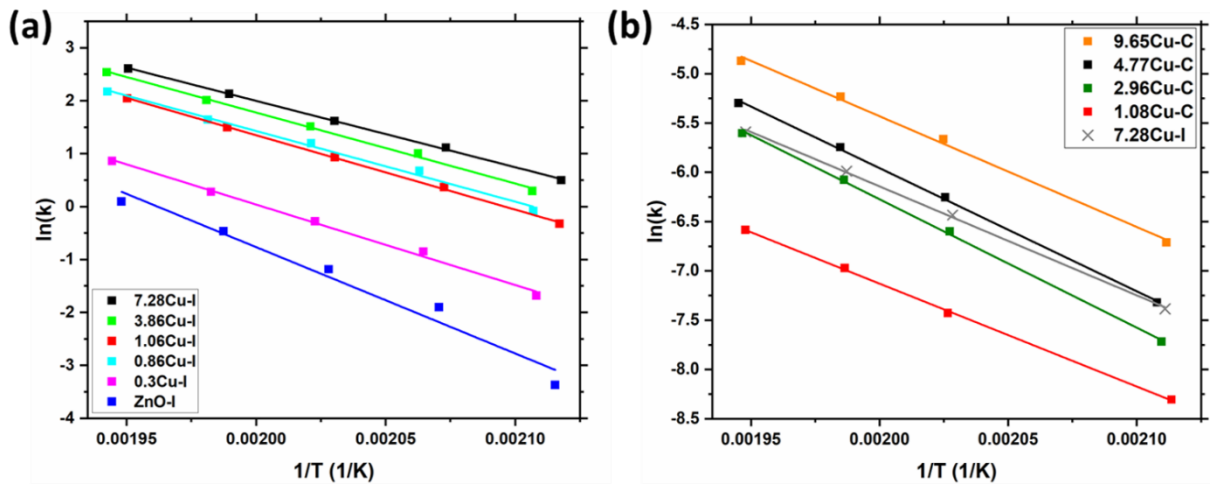 (a)
3
2
1
0
-1
-2
-3
-4
ln(k)
7.28Cu-I
3.86Cu-I
1.06Cu-I
0.86Cu-I
0.3Cu-I
ZnO-I
0.00195 0.00200 0.00205 0.00210
1/T (1/K)
(b)
-4.5
-5.0
-5.5
-6.0
-6.5
-7.0
-7.5
-8.0
-8.5
ln(k)
9.65Cu-C
4.77Cu-C
2.96Cu-C
1.08Cu-C
7.28Cu-I
0.00195 0.00200 0.00205 0.00210
1/T (1/K)